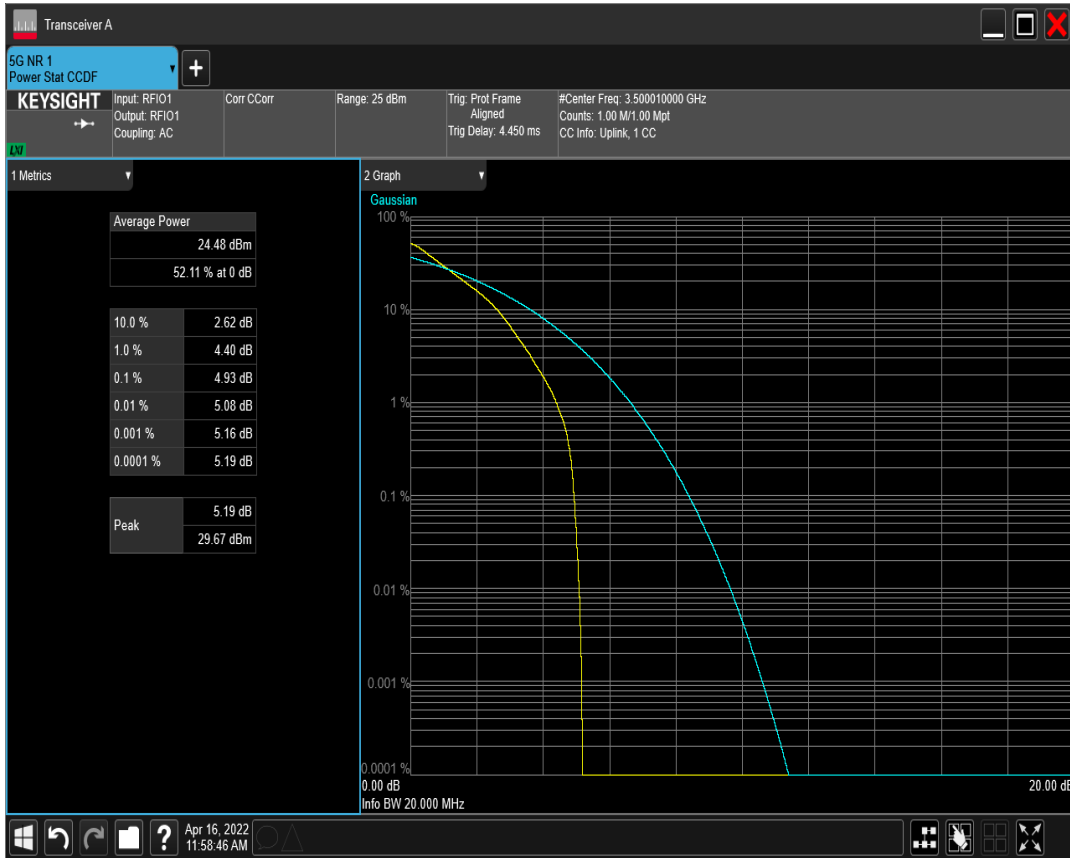 Transceiver A
5G NR 1
Power Stat CCDF
KEYSIGHT
LXI
Input: RFIO1
Output: RFIO1
Coupling: AC
Corr CCorr
Range: 25 dBm
Trig: Prot Frame
Aligned
Trig Delay: 4.450 ms
#Center Freq: 3.500010000 GHz
Counts: 1.00 M/1.00 Mpt
CC Info: Uplink, 1 CC
1 Metrics
Average Power
24.48 dBm
52.11 % at 0 dB
10.0 % 2.62 dB
1.0 % 4.40 dB
0.1 % 4.93 dB
0.01 % 5.08 dB
0.001 % 5.16 dB
0.0001 % 5.19 dB
Peak
5.19 dB
29.67 dBm
2 Graph
Gaussian
100 %
10 %
1 %
0.1 %
0.01 %
0.001 %
0.0001 %
0.00 dB 20.00 dB
Info BW 20.000 MHz
? Apr 16, 2022
11:58:46 AM